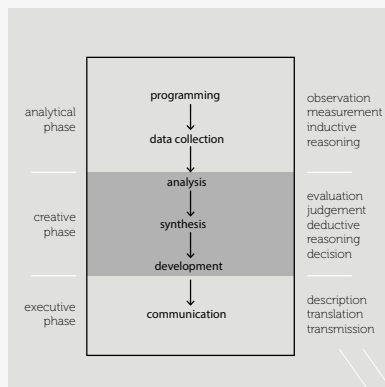 analytical
phase
programming
data collection
observation
measurement
inductive
reasoning
creative
phase
analysis
synthesis
development
evaluation
judgement
deductive
reasoning
decision
executive
phase
communication
description
translation
transmission